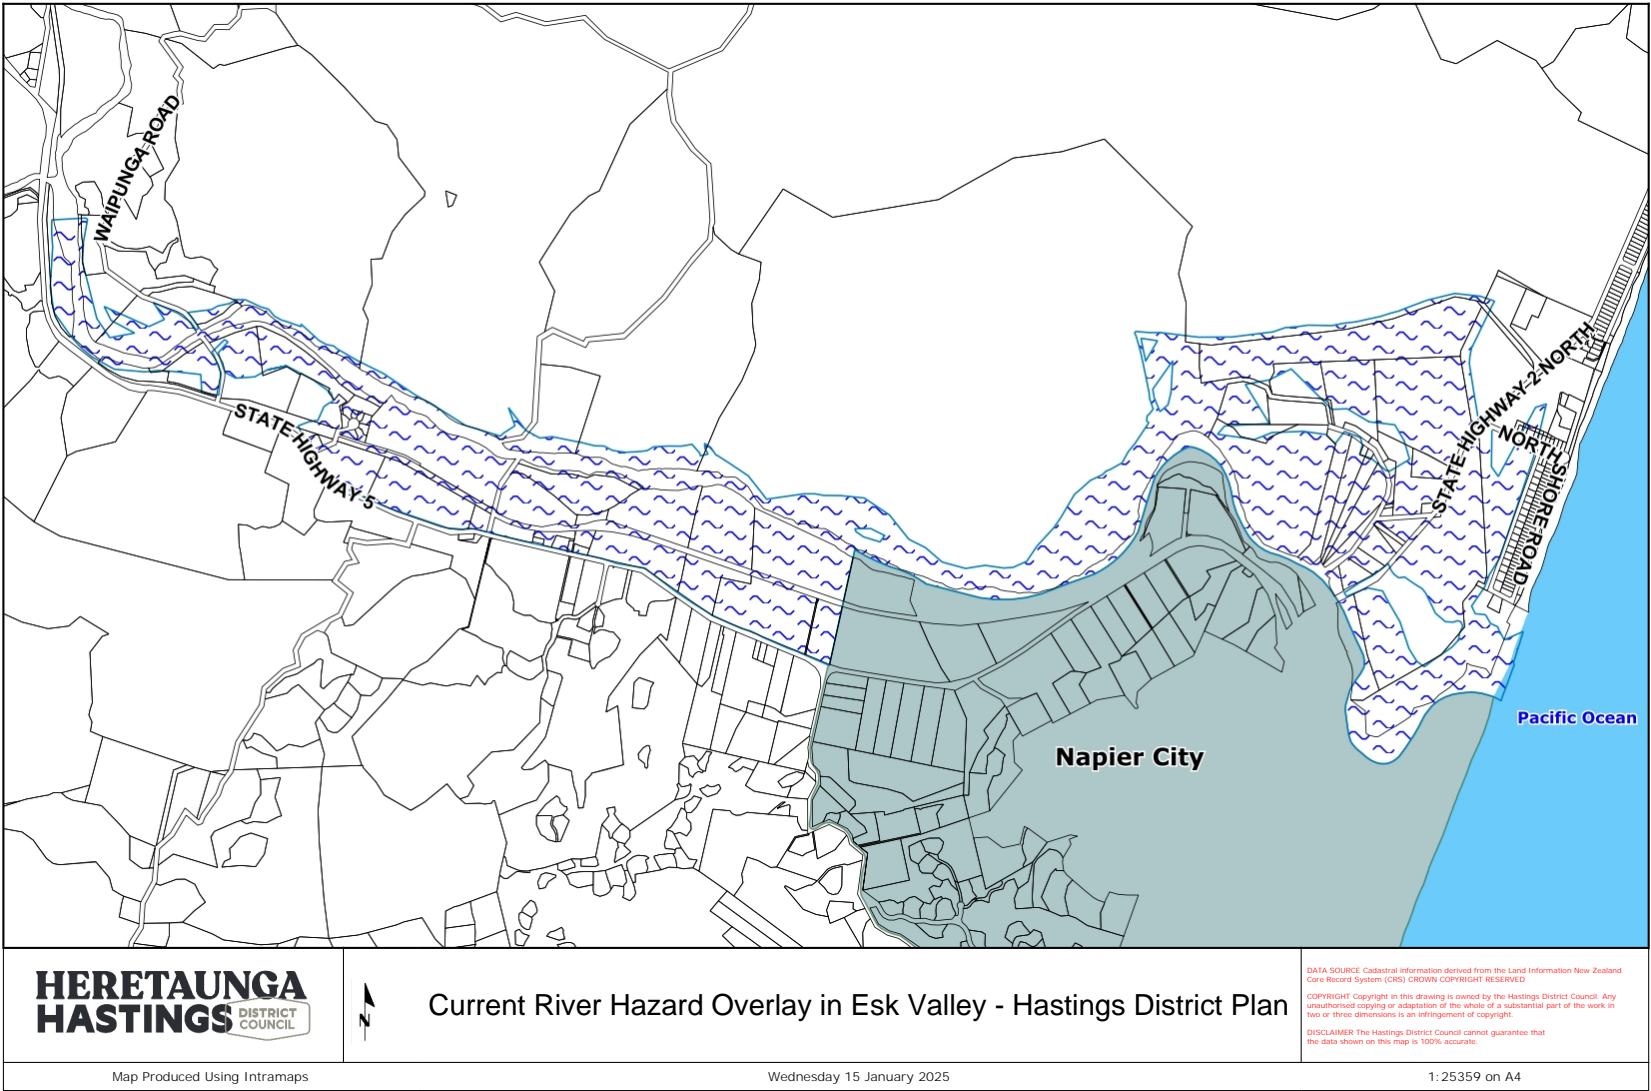 WAIPUNGA ROAD
STATE HIGHWAY 5
STATE HIGHWAY 2 NORTH
NORTH SHORE ROAD
Pacific Ocean
Napier City
HERETAUNGA
HASTINGS
DISTRICT
COUNCIL
N
Current River Hazard Overlay in Esk Valley - Hastings District Plan
DATA SOURCE Cadastral information derived from the Land Information New Zealand
Core Record System (CRS) CROWN COPYRIGHT RESERVED
COPYRIGHT Copyright in this drawing is owned by the Hastings District Council. Any
unauthorised copying or adaptation of the whole of a substantial part of the work in
two or three dimensions is an infringement of copyright.
DISCLAIMER The Hastings District Council cannot guarantee that
the data shown on this map is 100% accurate.
Map Produced Using Intramaps
Wednesday 15 January 2025
1:25359 on A4